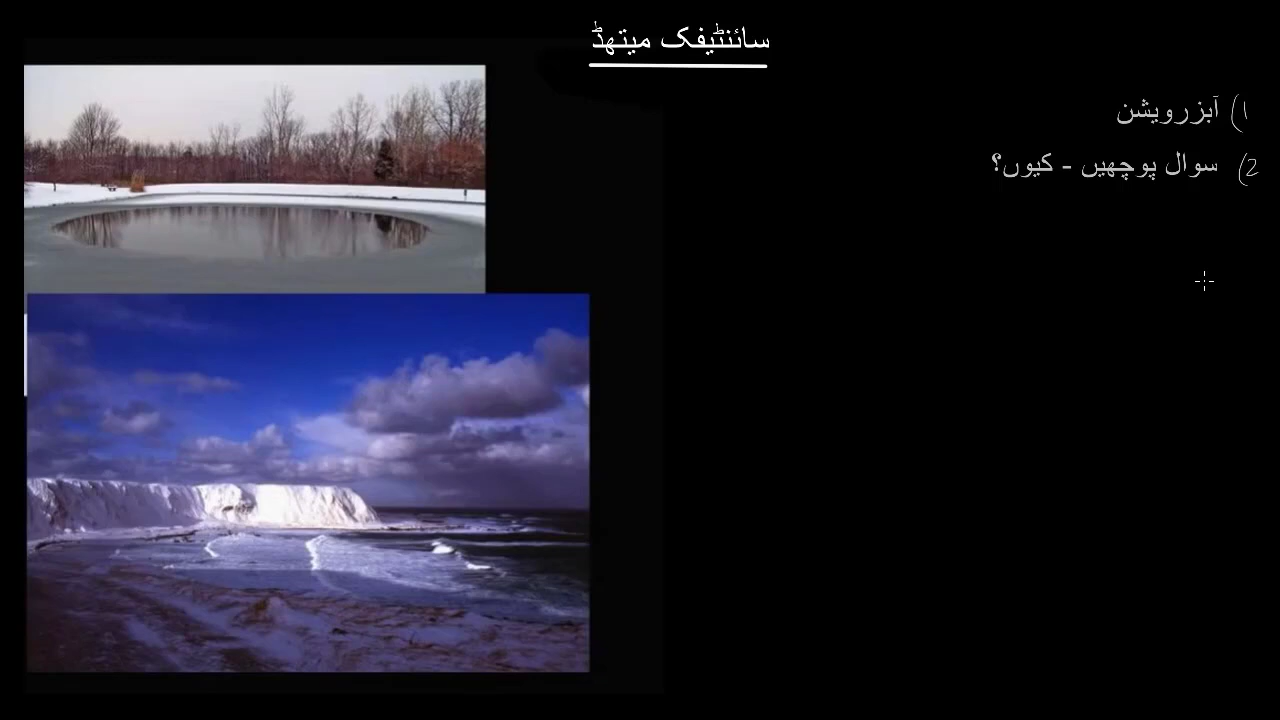 سائنٹیفک میتھڈ
1) آبزرویشن
2) سوال پوچھیں - کیوں؟